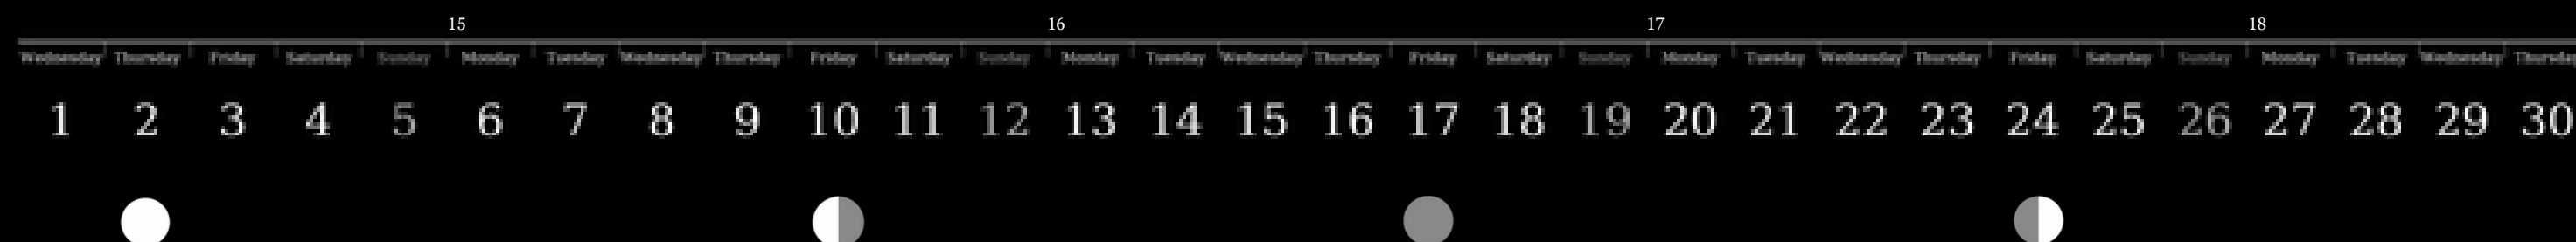 15 16 17 18
Wednesday Thursday Friday Saturday Sunday Monday Tuesday Wednesday Thursday Friday Saturday Sunday Monday Tuesday Wednesday Thursday Friday Saturday Sunday Monday Tuesday Wednesday Thursday Friday Saturday Sunday Monday Tuesday Wednesday Thursday
1 2 3 4 5 6 7 8 9 10 11 12 13 14 15 16 17 18 19 20 21 22 23 24 25 26 27 28 29 30